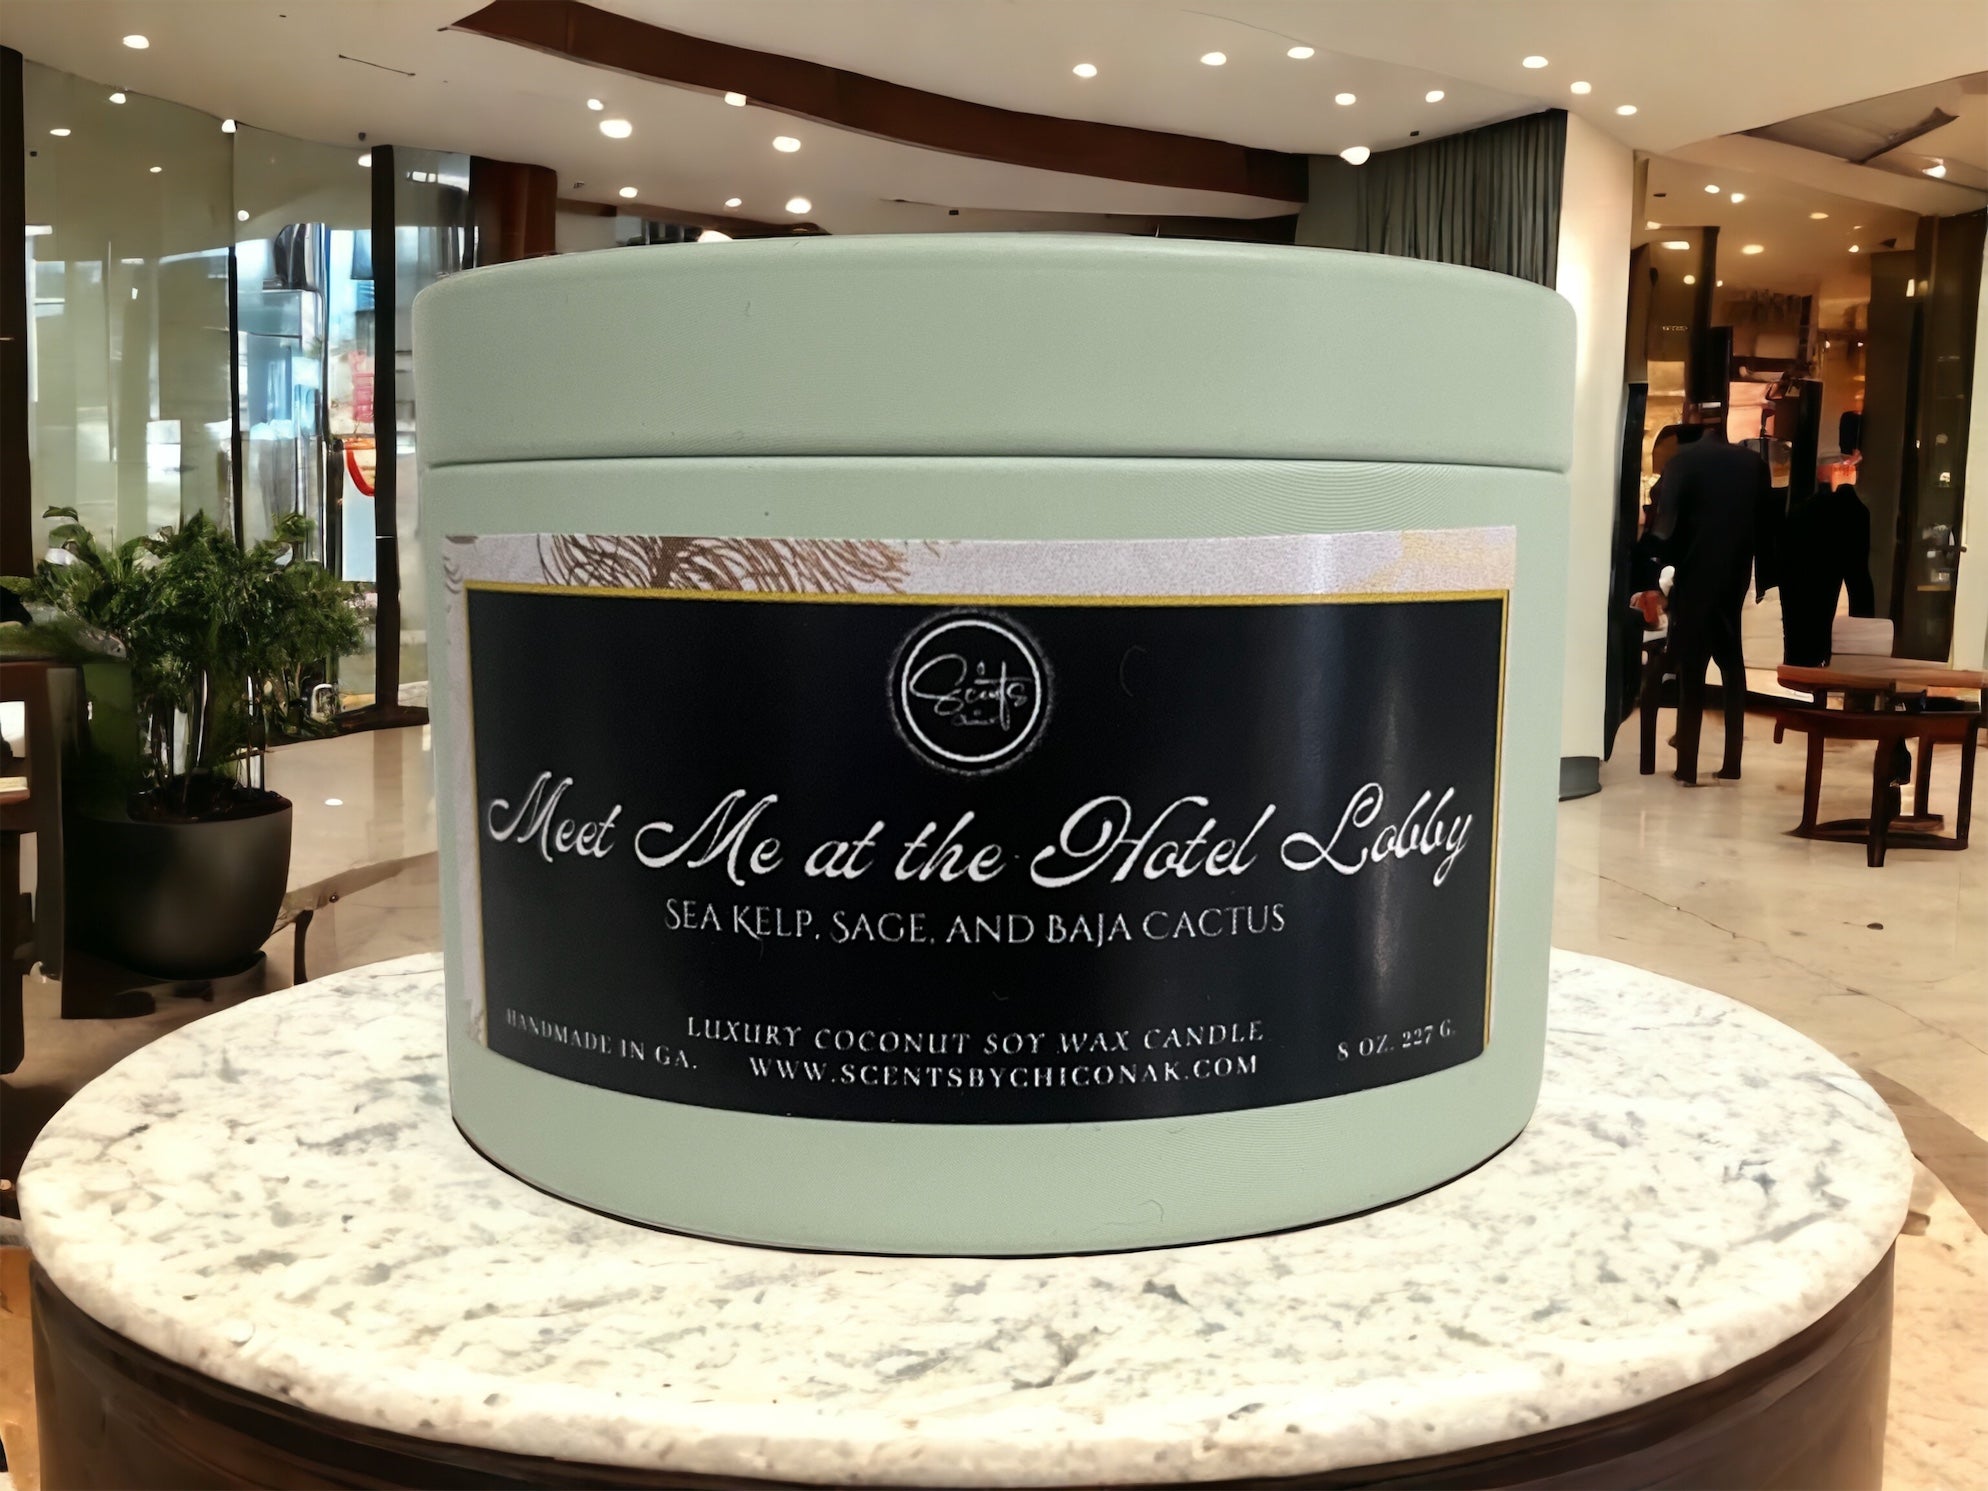 Scents
Meet Me at the Hotel Lobby
SEA KELP, SAGE, AND BAJA CACTUS
LUXURY COCONUT SOY WAX CANDLE
HANDMADE IN GA.
WWW.SCENTSBYCHICONAK.COM
8 OZ. 227 G.